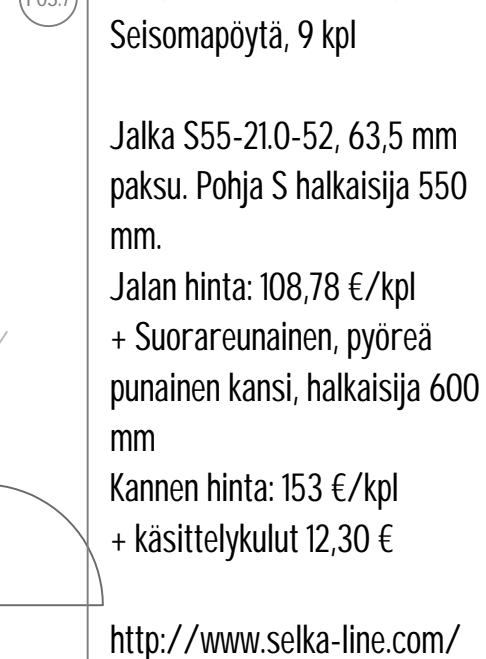 Seisomapöytä, 9 kpl
Jalka S55-21.0-52, 63,5 mm
paksu. Pohja S halkaisija 550
mm.
Jalan hinta: 108,78 €/kpl
+ Suorareunainen, pyöreä
punainen kansi, halkaisija 600
mm
Kannen hinta: 153 €/kpl
+ käsittelykulut 12,30 €
http://www.selka-line.com/